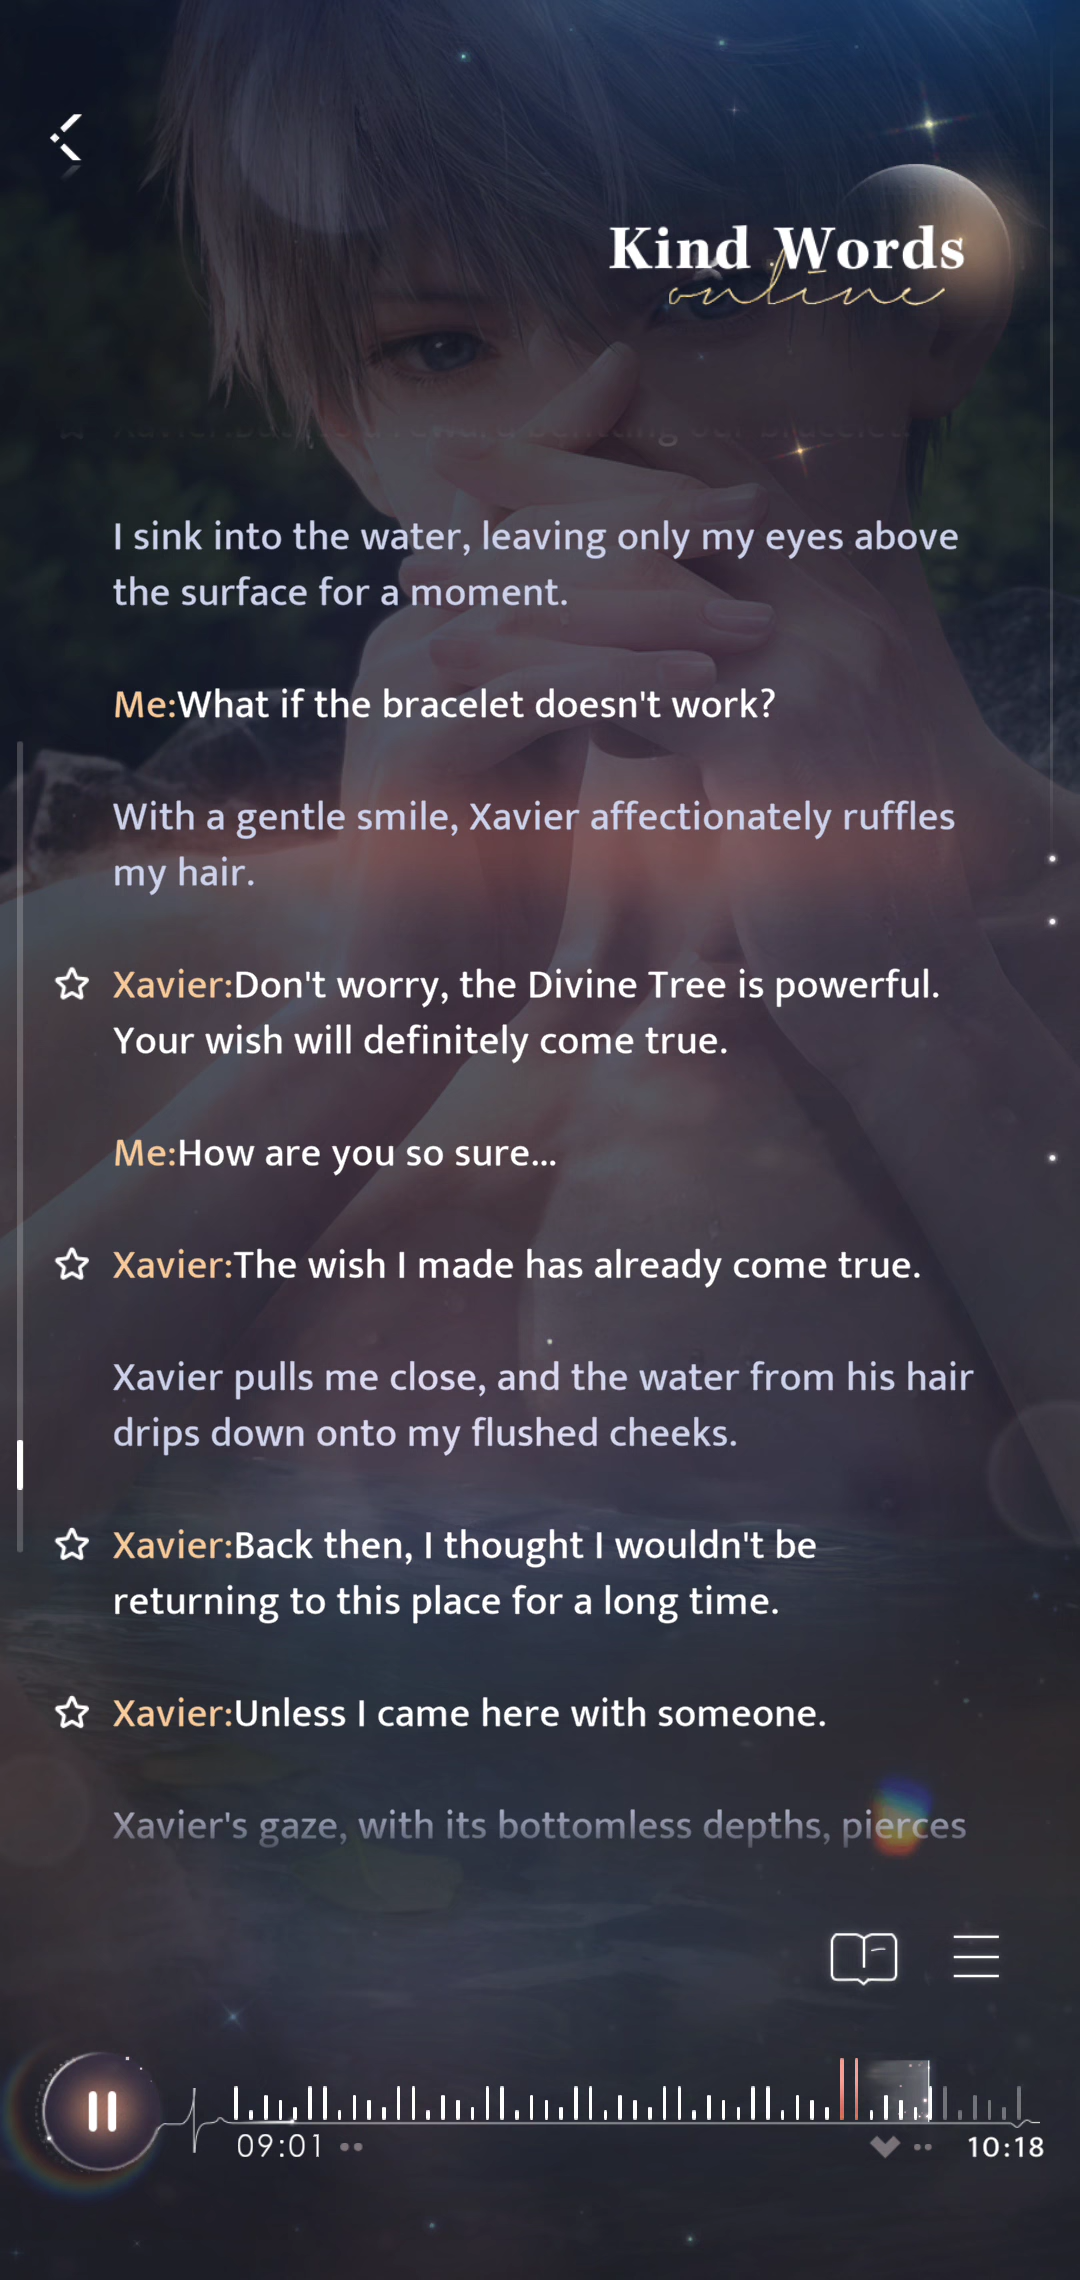 Kind Words
online
I sink into the water, leaving only my eyes above
the surface for a moment.
Me:What if the bracelet doesn't work?
With a gentle smile, Xavier affectionately ruffles
my hair.
Xavier:Don't worry, the Divine Tree is powerful.
Your wish will definitely come true.
Me:How are you so sure...
Xavier:The wish I made has already come true.
Xavier pulls me close, and the water from his hair
drips down onto my flushed cheeks.
Xavier:Back then, I thought I wouldn't be
returning to this place for a long time.
Xavier:Unless I came here with someone.
Xavier's gaze, with its bottomless depths, pierces
09:01
10:18